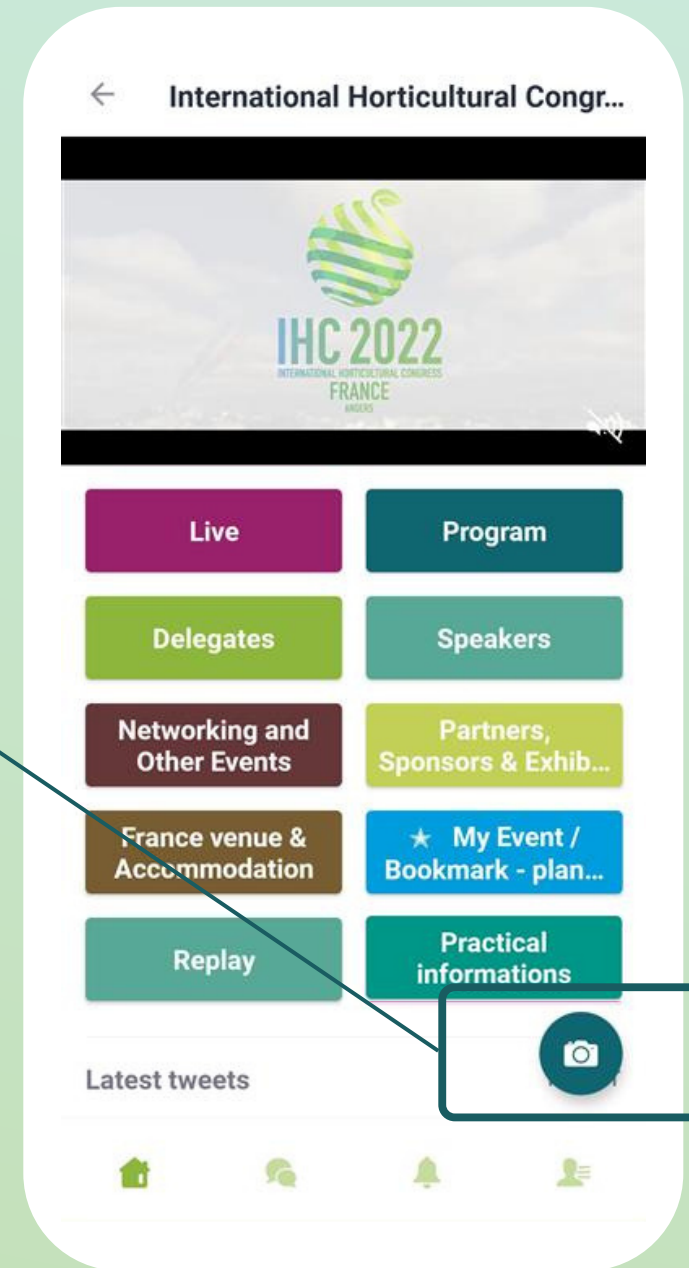 International Horticultural Congr...
IHC 2022
INTERNATIONAL HORTICULTURAL CONGRESS
FRANCE
ANGERS
Live
Program
Delegates
Speakers
Networking and
Other Events
Partners,
Sponsors & Exhib...
France venue &
Accommodation
★ My Event /
Bookmark - plan...
Replay
Practical
informations
Latest tweets